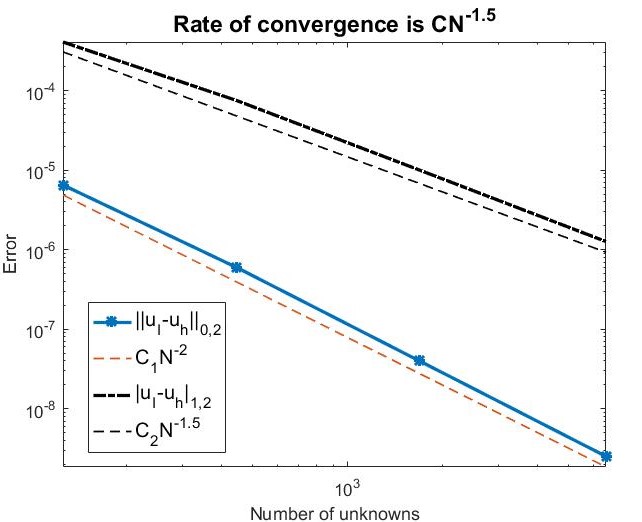 Rate of convergence is CN^-1.5
Error
10^-4
10^-5
10^-6
10^-7
10^-8
||u_I-u_h||_0,2
C_1N^-2
|u_I-u_h|_1,2
C_2N^-1.5
10^3
Number of unknowns